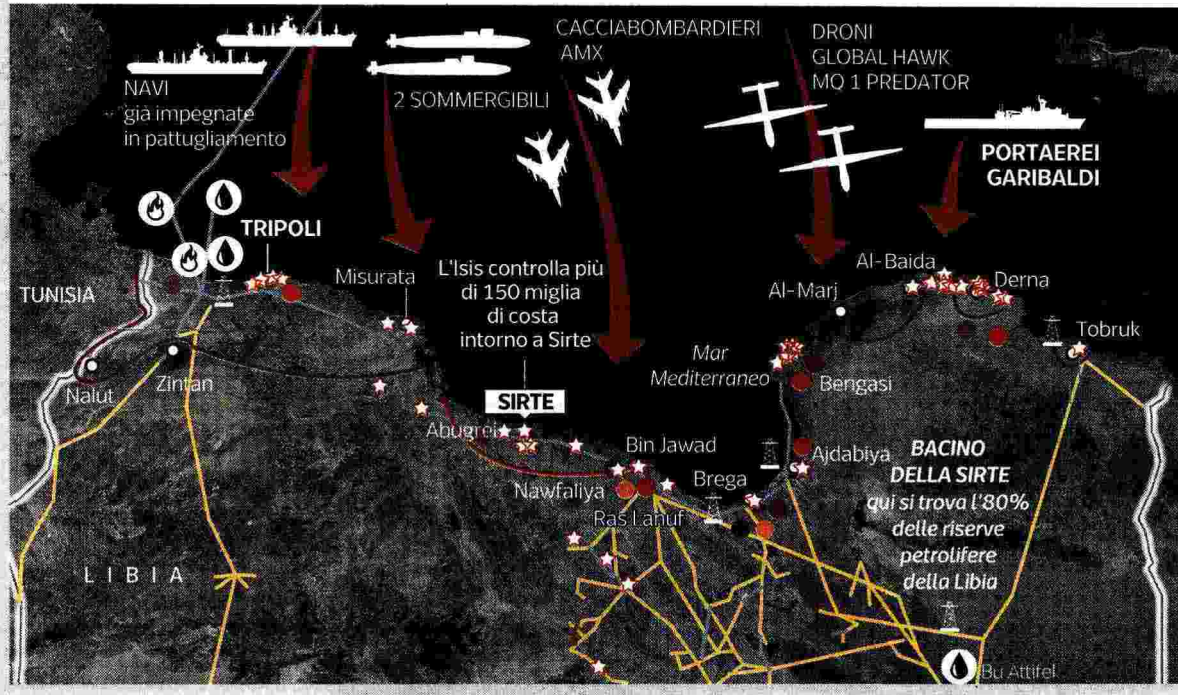 NAVI
già impegnate
in pattugliamento
2 SOMMERGIBILI
CACCIABOMBARDIERI
AMX
DRONI
GLOBAL HAWK
MQ 1 PREDATOR
PORTAEREI
GARIBALDI
TRIPOLI
TUNISIA
Misurata
L'Isis controlla più
di 150 miglia
di costa
intorno a Sirte
Al-Baida
Al-Marj
Derna
Tobruk
Nalut
Zintan
Mar
Mediterraneo
Bengasi
SIRTE
Abugrei
Bin Jawad
Ajdabiya
Nawfaliya
Brega
Ras Lanuf
BACINO
DELLA SIRTE
qui si trova l'80%
delle riserve
petrolifere
della Libia
LIBIA
Bu Attifel